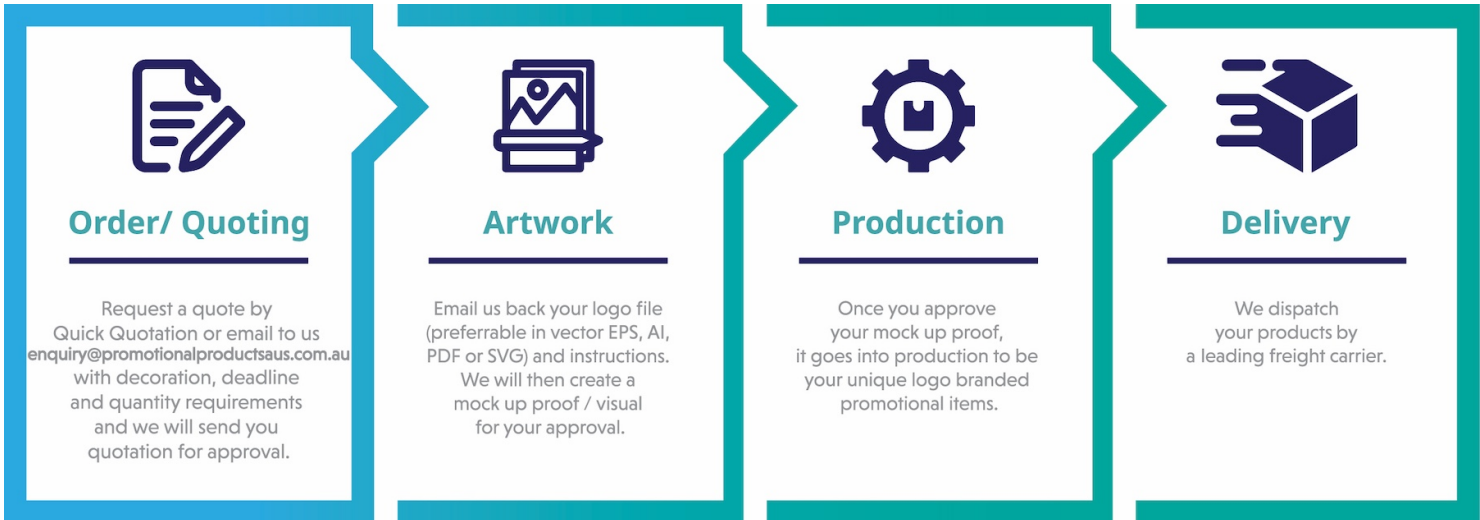 Order/ Quoting
Request a quote by
Quick Quotation or email to us
enquiry@promotionalproductsaus.com.au
with decoration, deadline
and quantity requirements
and we will send you
quotation for approval.
Artwork
Email us back your logo file
(preferrable in vector EPS, AI,
PDF or SVG) and instructions.
We will then create a
mock up proof / visual
for your approval.
Production
Once you approve
your mock up proof,
it goes into production to be
your unique logo branded
promotional items.
Delivery
We dispatch
your products by
a leading freight carrier.